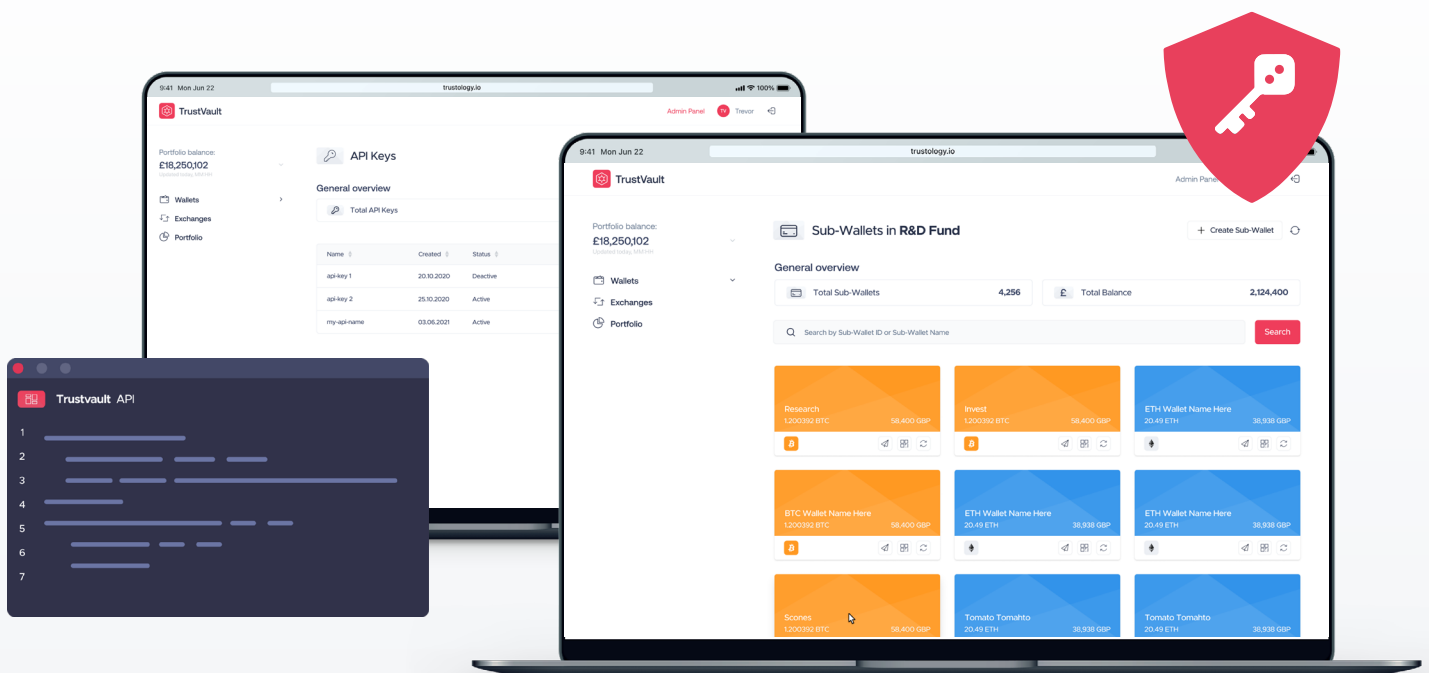 9:41 Mon Jun 22
trustology.io
100%
TrustVault
Admin Panel
TV
Trevor
Portfolio balance:
£18,250,102
Wallets
Exchanges
Portfolio
API Keys
General overview
Total API Keys
Name
Created
Status
api-key 1
20.10.2020
Deactive
api-key 2
25.10.2020
Active
my-api-name
03.06.2021
Active
Trustvault API
1
2
3
4
5
6
7
9:41 Mon Jun 22
trustology.io
TrustVault
Admin Pane
Portfolio balance:
£18,250,102
Wallets
Exchanges
Portfolio
Sub-Wallets in R&D Fund
+ Create Sub-Wallet
General overview
Total Sub-Wallets
4,256
£
Total Balance
2,124,400
Search by Sub-Wallet ID or Sub-Wallet Name
Search
Research
1.200392 BTC
58,400 GBP
Invest
1.200392 BTC
58,400 GBP
ETH Wallet Name Here
20.49 ETH
38,938 GBP
BTC Wallet Name Here
1.200392 BTC
58,400 GBP
ETH Wallet Name Here
20.49 ETH
38,938 GBP
ETH Wallet Name Here
20.49 ETH
38,938 GBP
Scones
1.200392 BTC
58,400 GBP
Tomato Tomahto
20.49 ETH
38,938 GBP
Tomato Tomahto
20.49 ETH
38,938 GBP